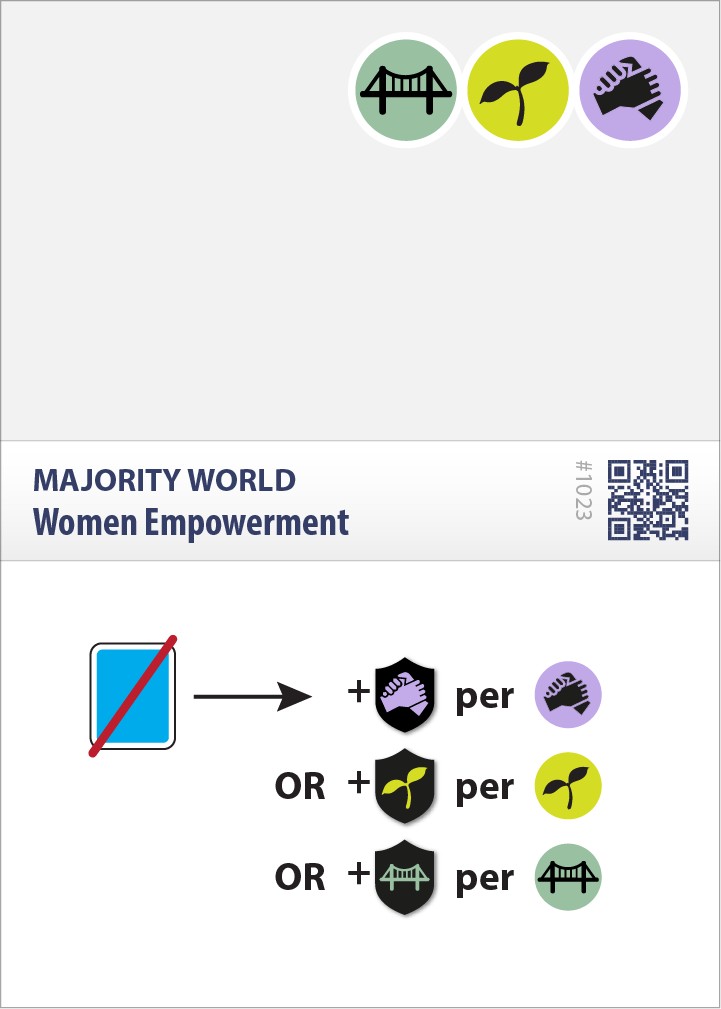 MAJORITY WORLD
Women Empowerment
#1023
+ per
OR + per
OR + per